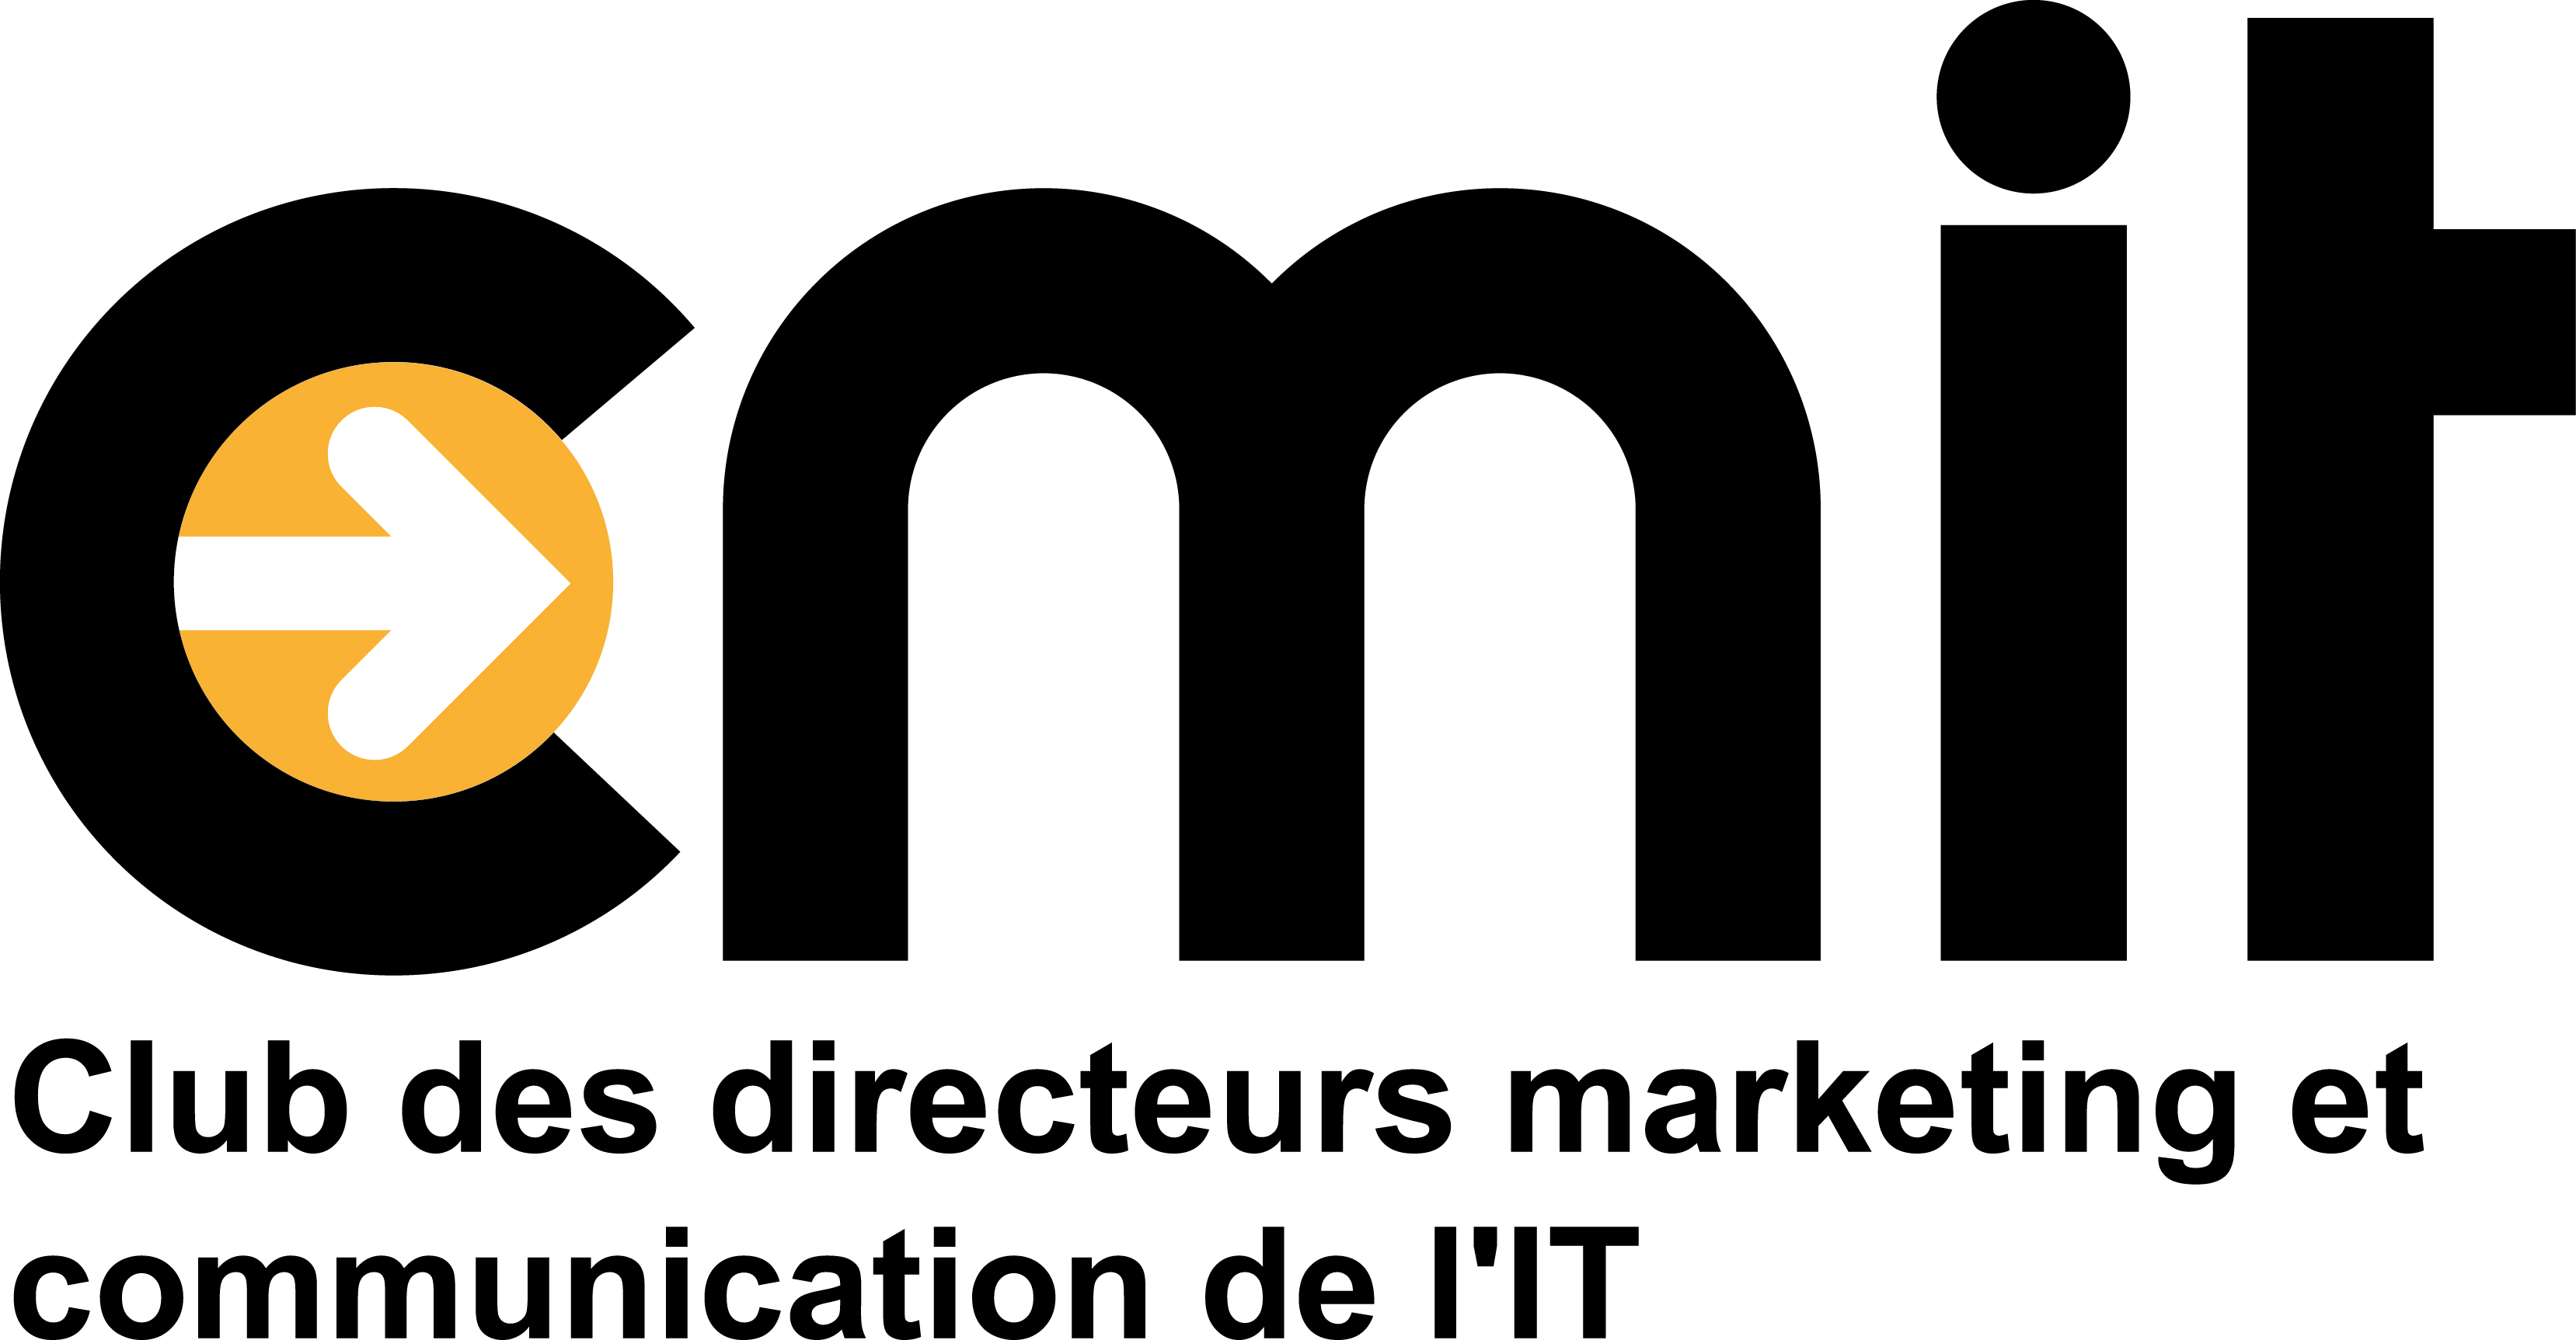 cmit
Club des directeurs marketing et
communication de l'IT